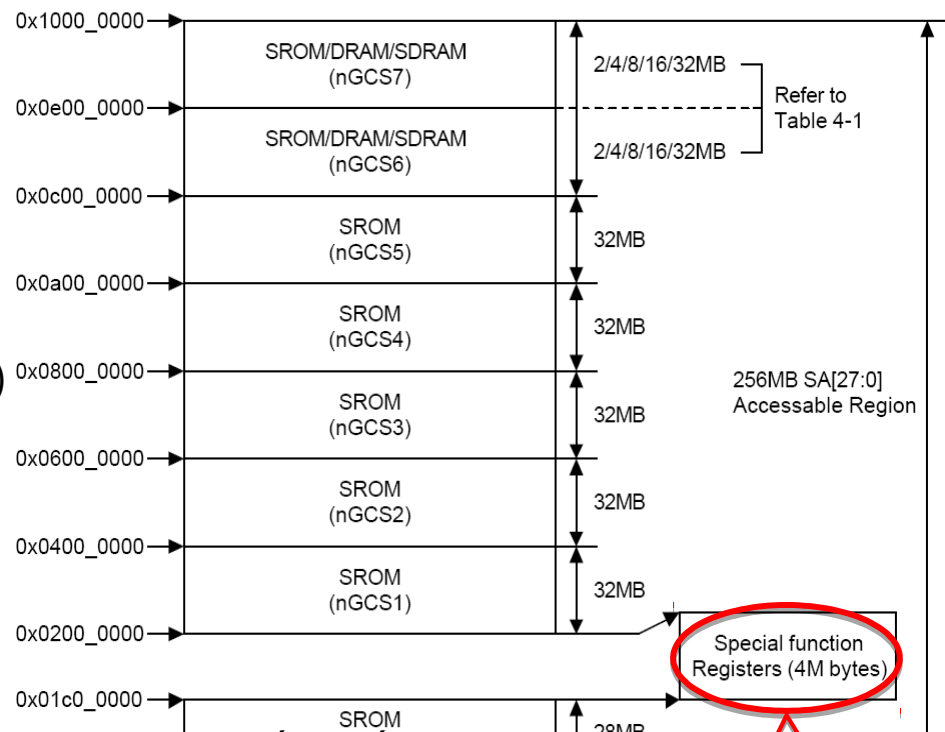 0x1000_0000
SROM/DRAM/SDRAM
(nGCS7)
2/4/8/16/32MB
Refer to
Table 4-1
0x0e00_0000
SROM/DRAM/SDRAM
(nGCS6)
2/4/8/16/32MB
0x0c00_0000
SROM
(nGCS5)
32MB
0x0a00_0000
SROM
(nGCS4)
32MB
)
0x0800_0000
256MB SA[27:0]
Accessable Region
SROM
(nGCS3)
32MB
0x0600_0000
SROM
(nGCS2)
32MB
0x0400_0000
SROM
(nGCS1)
32MB
0x0200_0000
Special function
Registers (4M bytes)
0x01c0_0000
SROM
28MB